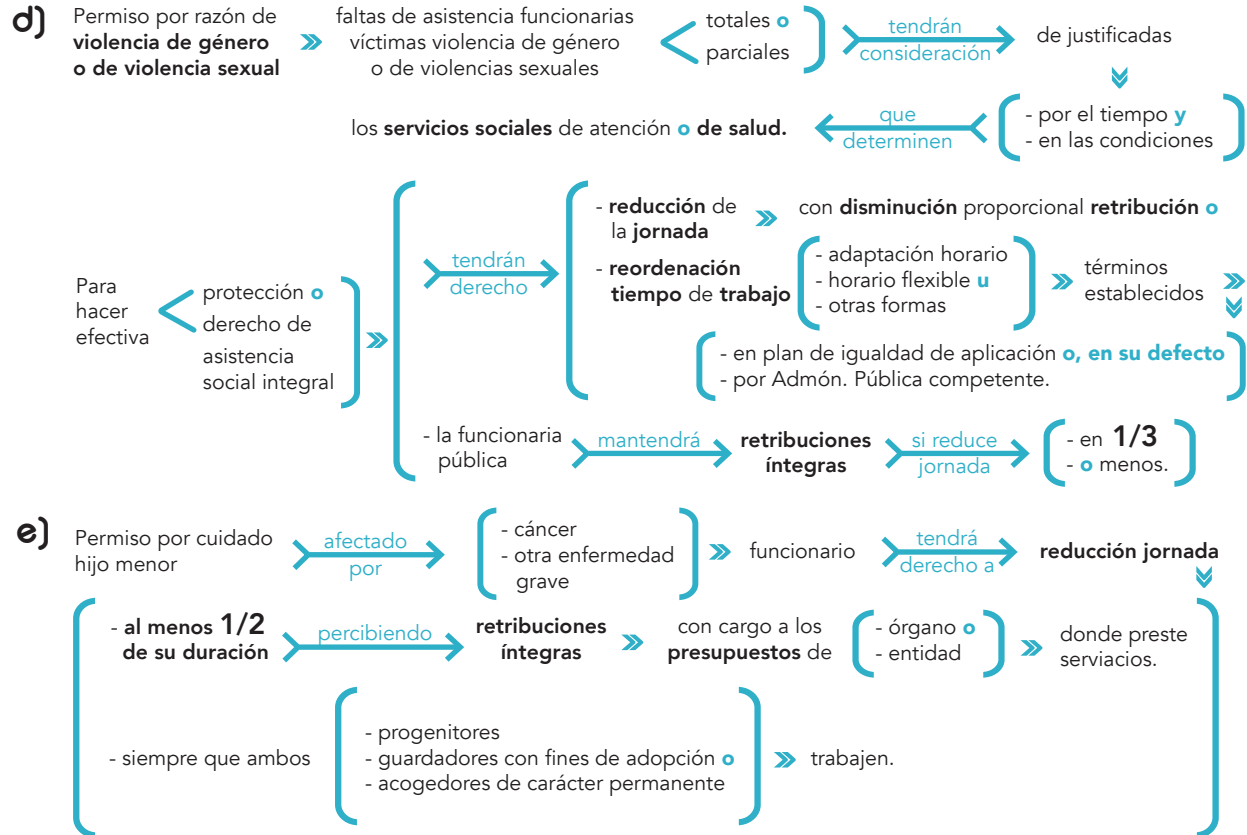 d)
Permiso por razón de
violencia de género
o de violencia sexual
faltas de asistencia funcionarias
víctimas violencia de género
o de violencias sexuales
totales o
parciales
tendrán
consideración
de justificadas
- por el tiempo y
- en las condiciones
que
determinen
los servicios sociales de atención o de salud.
Para
hacer
efectiva
protección o
derecho de
asistencia
social integral
tendrán
derecho
- reducción de
la jornada
con disminución proporcional retribución o
- reordenación
tiempo de trabajo
- adaptación horario
- horario flexible u
- otras formas
términos
establecidos
- en plan de igualdad de aplicación o, en su defecto
- por Admón. Pública competente.
- la funcionaria
pública
mantendrá
retribuciones
íntegras
si reduce
jornada
- en 1/3
- o menos.
e)
Permiso por cuidado
hijo menor
afectado
por
- cáncer
- otra enfermedad
grave
funcionario
tendrá
derecho a
reducción jornada
- al menos 1/2
de su duración
percibiendo
retribuciones
íntegras
con cargo a los
presupuestos de
- órgano o
- entidad
donde preste
serviacios.
- siempre que ambos
- progenitores
- guardadores con fines de adopción o
- acogedores de carácter permanente
trabajen.